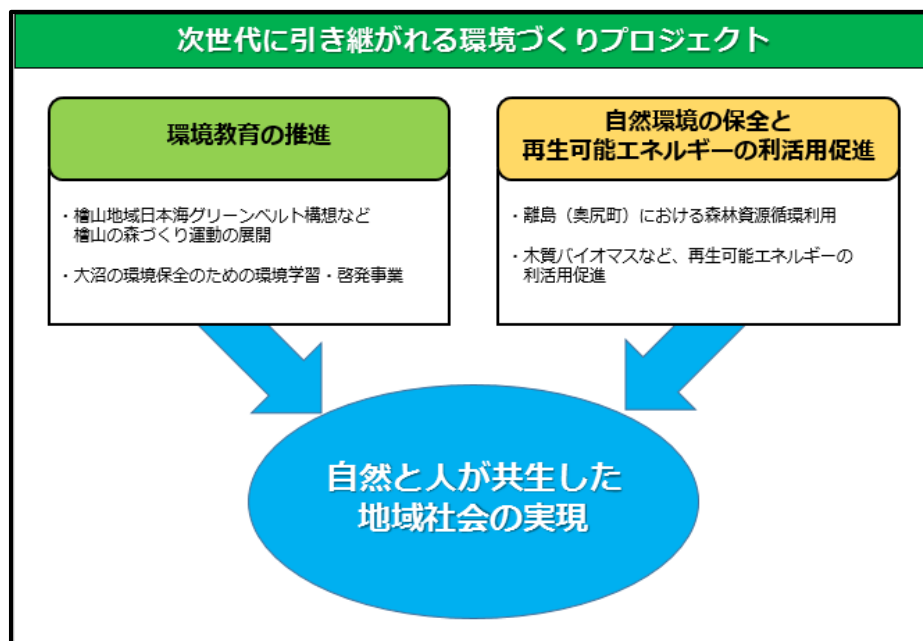 次世代に引き継がれる環境づくりプロジェクト
環境教育の推進
・檜山地域日本海グリーンベルト構想など
檜山の森づくり運動の展開
・大沼の環境保全のための環境学習・啓発事業
自然環境の保全と
再生可能エネルギーの利活用促進
・離島（奥尻町）における森林資源循環利用
・木質バイオマスなど、再生可能エネルギーの
利活用促進
自然と人が共生した
地域社会の実現